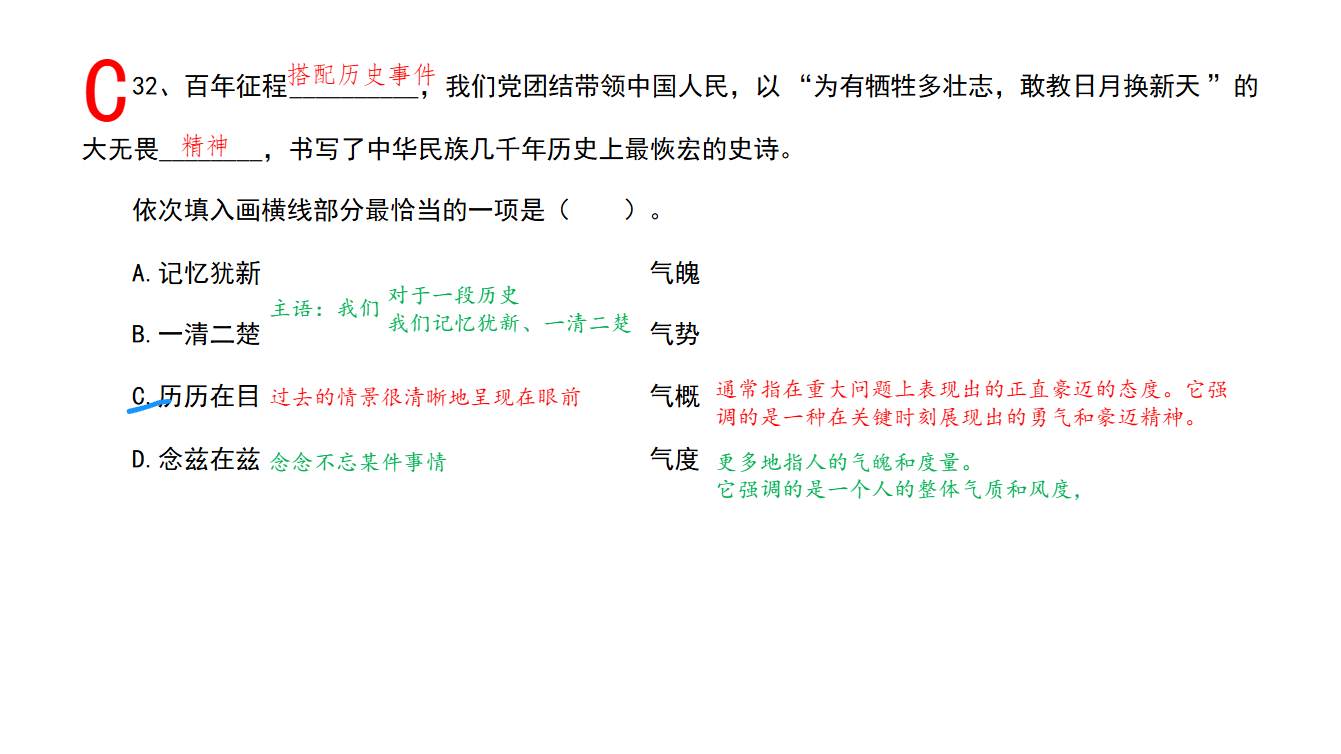 C
32、百年征程搭配历史事件__________，我们党团结带领中国人民，以“为有牺牲多壮志，敢教日月换新天”的
大无畏精神________，书写了中华民族几千年历史上最恢宏的史诗。
依次填入画横线部分最恰当的一项是（　　）。
A.记忆犹新 气魄
主语：我们 对于一段历史
我们记忆犹新、一清二楚
B.一清二楚 气势
C.历历在目 过去的情景很清晰地呈现在眼前 气概 通常指在重大问题上表现出的正直豪迈的态度。它强
调的是一种在关键时刻展现出的勇气和豪迈精神。
D.念兹在兹 念念不忘某件事情 气度 更多地指人的气魄和度量。
它强调的是一个人的整体气质和风度，